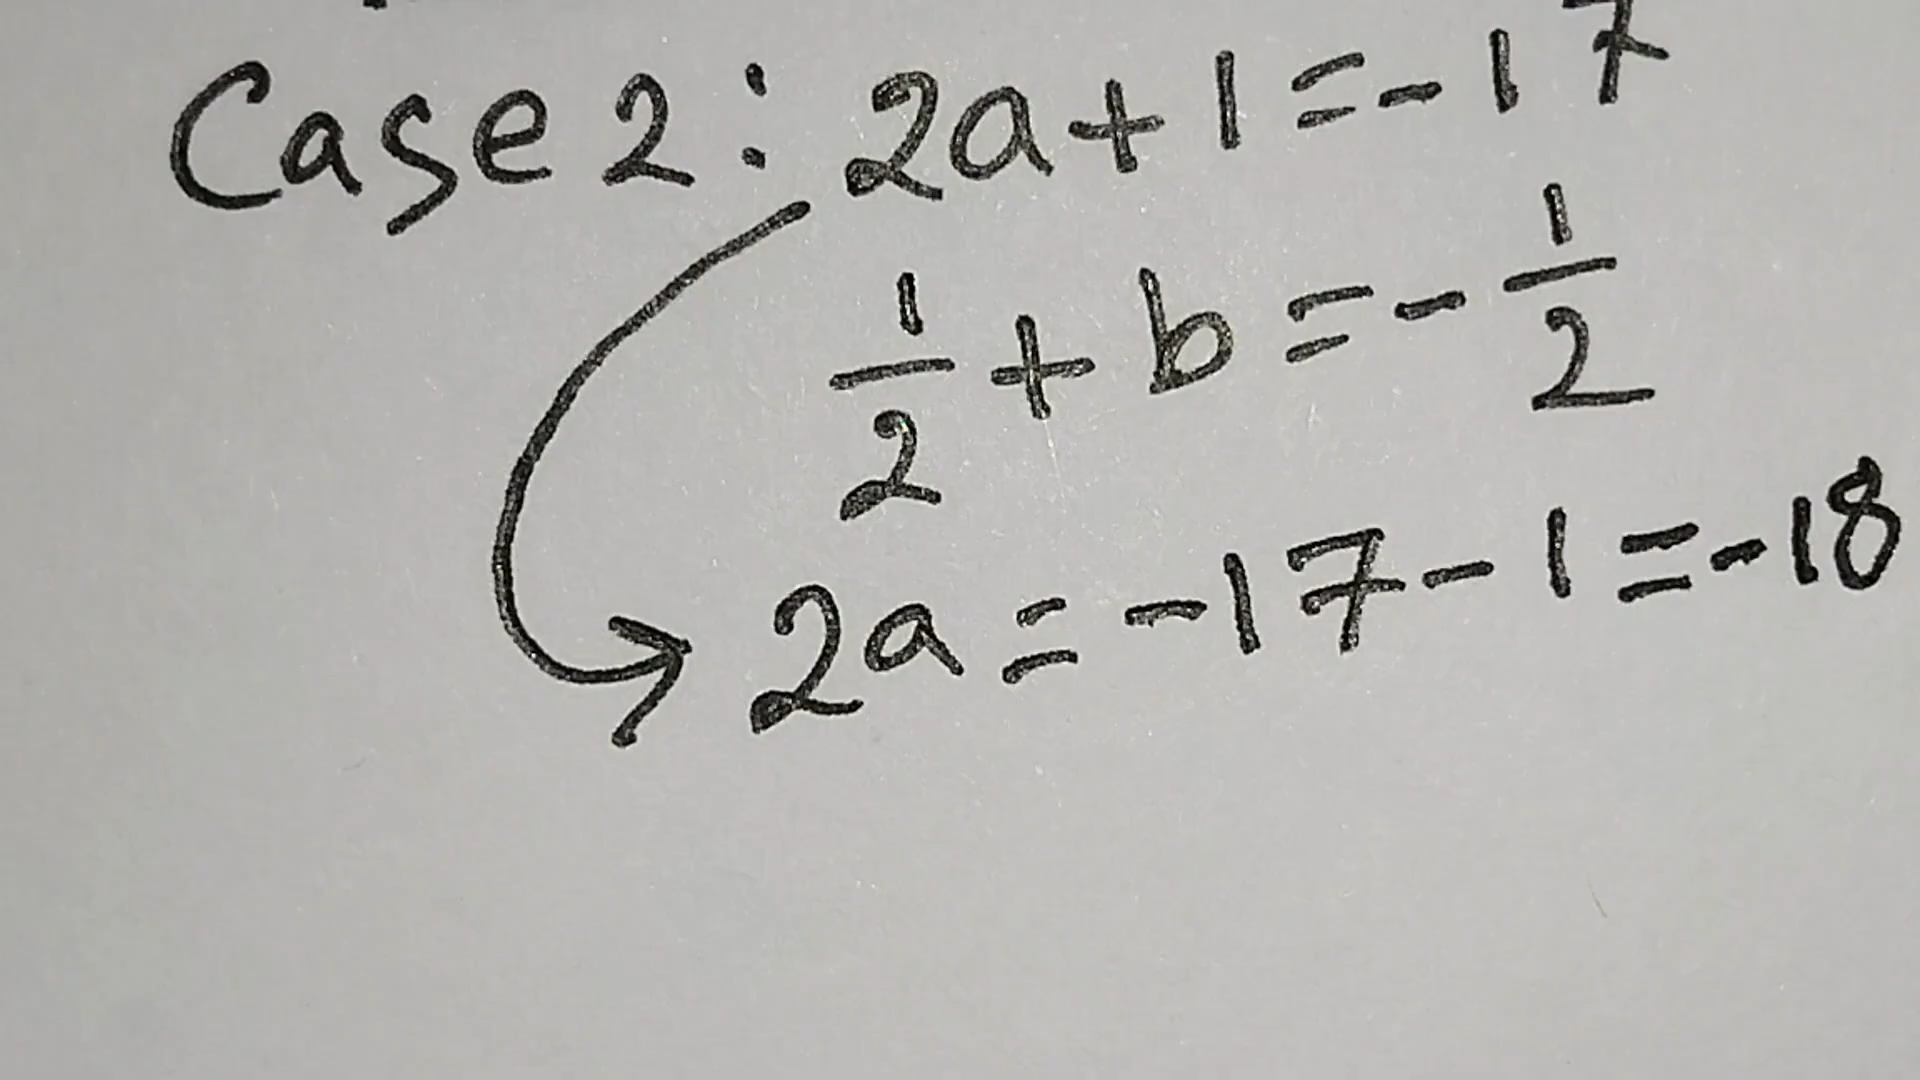 Case 2: 2a+1=-17
1/2 + b = -1/2
2a = -17-1=-18